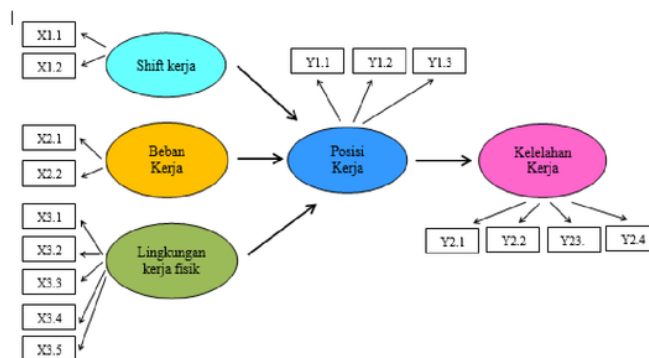 X1.1
X1.2
Shift kerja
Y1.1
Y1.2
Y1.3
X2.1
X2.2
Beban
Kerja
Posisi
Kerja
Kelelahan
Kerja
X3.1
X3.2
X3.3
X3.4
X3.5
Lingkungan
kerja fisik
Y2.1
Y2.2
Y23.
Y2.4